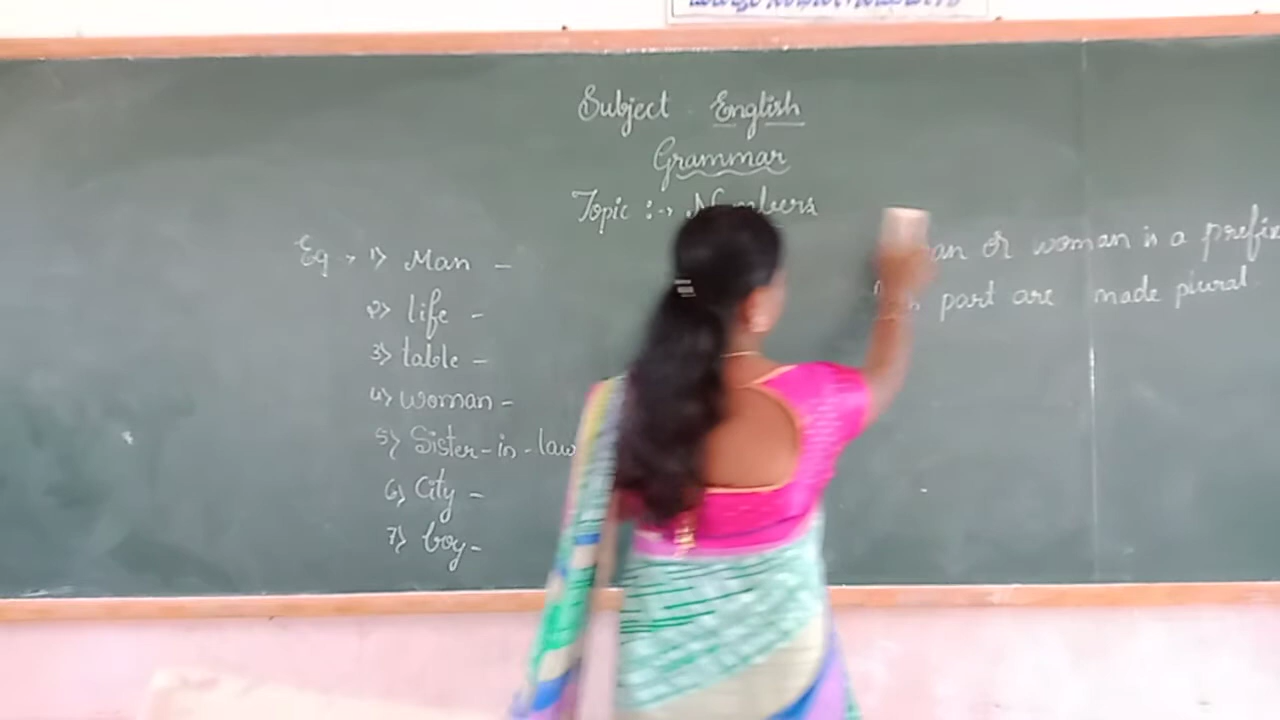 Subject English
Grammar
Topic :-> Numbers
Eg -> 1) Man -
2) life -
3) table -
4) woman -
5) Sister-in-law
6) City -
7) boy -
or woman is a prefix
part are made plural.